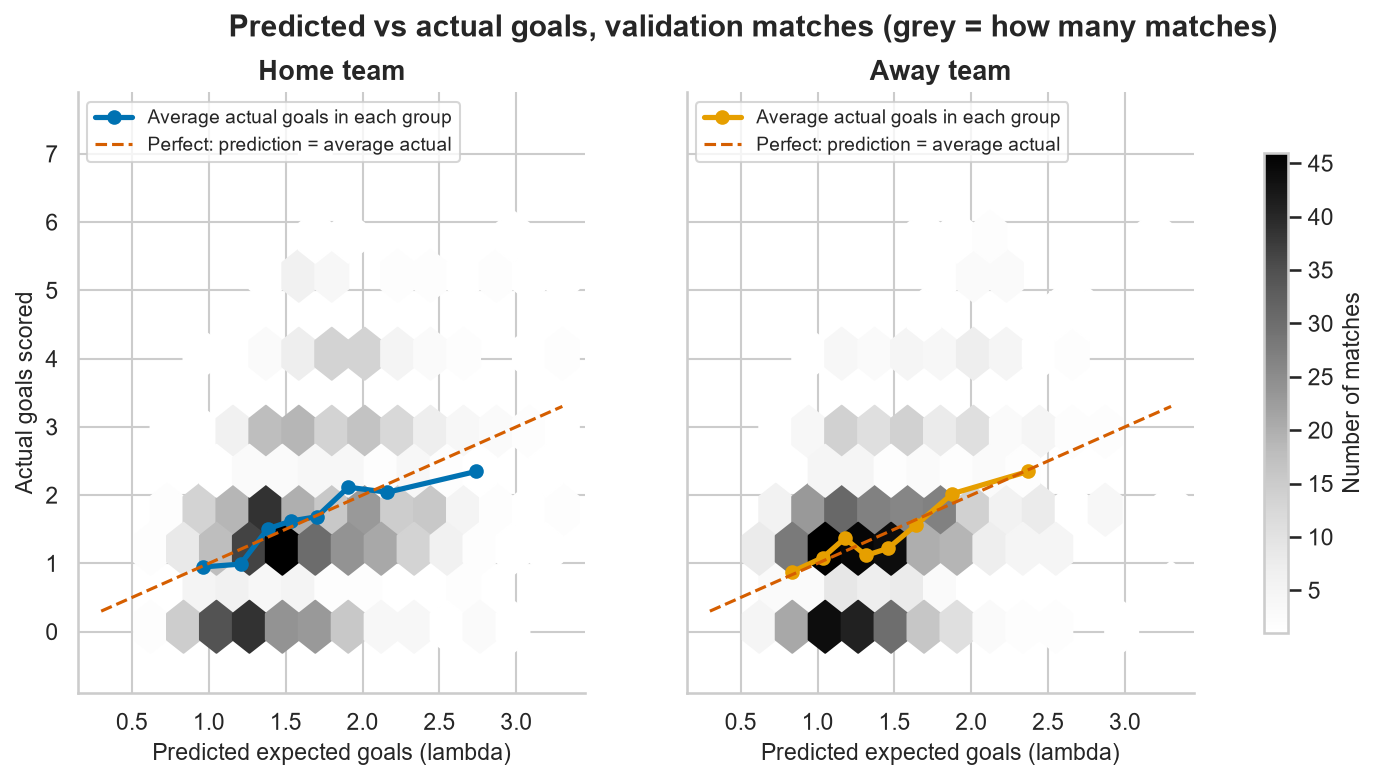 Predicted vs actual goals, validation matches (grey = how many matches)
Home team
Average actual goals in each group
Perfect: prediction = average actual
7
6
5
4
3
2
1
0
Actual goals scored
0.5 1.0 1.5 2.0 2.5 3.0
Predicted expected goals (lambda)
Away team
Average actual goals in each group
Perfect: prediction = average actual
0.5 1.0 1.5 2.0 2.5 3.0
Predicted expected goals (lambda)
45
40
35
30
25
20
15
10
5
Number of matches